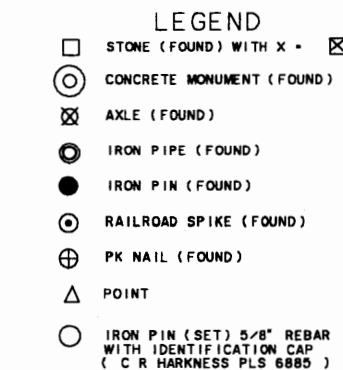 LEGEND
STONE (FOUND) WITH X -
CONCRETE MONUMENT (FOUND)
AXLE (FOUND)
IRON PIPE (FOUND)
IRON PIN (FOUND)
RAILROAD SPIKE (FOUND)
PK NAIL (FOUND)
POINT
IRON PIN (SET) 5/8" REBAR
WITH IDENTIFICATION CAP
( C R HARKNESS PLS 6885 )